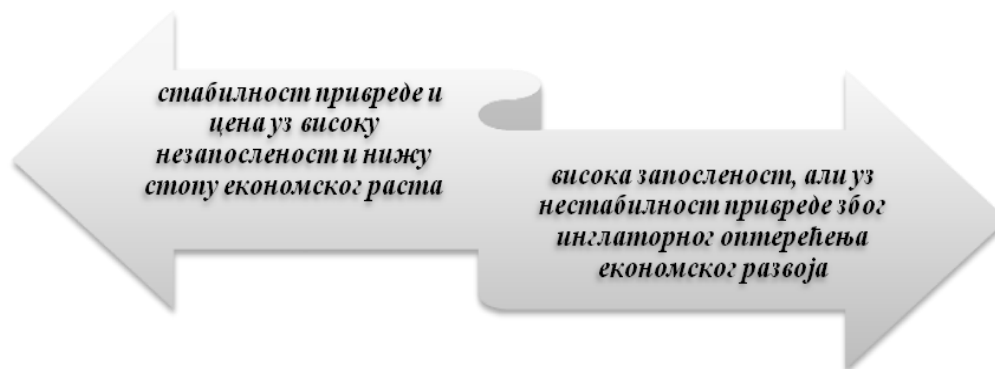 стабилност привреде и
цена уз високу
незапосленост и нижу
стопу економског раста
висока запосленост, али уз
нестабилност привреде због
инглаторног оптерећења
економског развоја